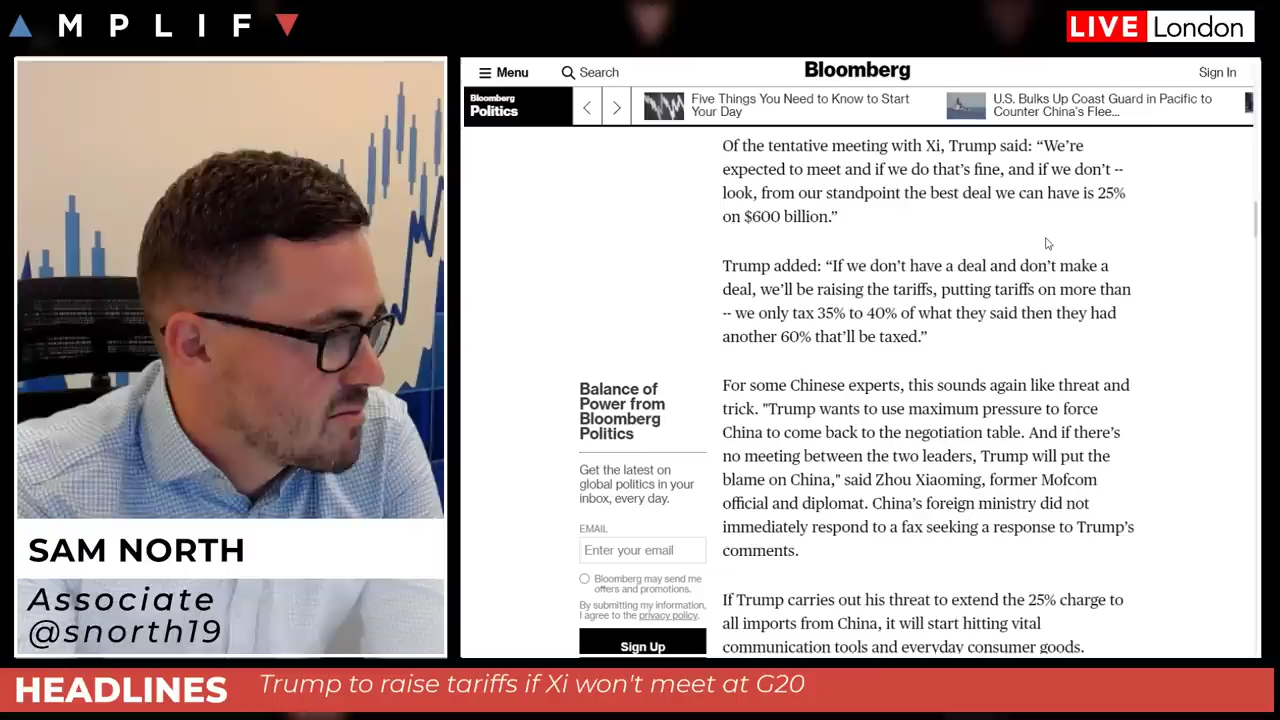 MPLIF
LIVE London
Menu
Search
Bloomberg
Sign In
Bloomberg
Politics
Five Things You Need to Know to Start
Your Day
U.S. Bulks Up Coast Guard in Pacific to
Counter China's Flee...
Of the tentative meeting with Xi, Trump said: “We’re
expected to meet and if we do that’s fine, and if we don’t --
look, from our standpoint the best deal we can have is 25%
on $600 billion.”
Trump added: “If we don’t have a deal and don’t make a
deal, we’ll be raising the tariffs, putting tariffs on more than
-- we only tax 35% to 40% of what they said then they had
another 60% that’ll be taxed.”
For some Chinese experts, this sounds again like threat and
trick. "Trump wants to use maximum pressure to force
China to come back to the negotiation table. And if there’s
no meeting between the two leaders, Trump will put the
blame on China," said Zhou Xiaoming, former Mofcom
official and diplomat. China’s foreign ministry did not
immediately respond to a fax seeking a response to Trump’s
comments.
If Trump carries out his threat to extend the 25% charge to
all imports from China, it will start hitting vital
communication tools and everyday consumer goods.
Balance of
Power from
Bloomberg
Politics
Get the latest on
global politics in your
inbox, every day.
EMAIL
Enter your email
Bloomberg may send me
offers and promotions.
By submitting my information,
I agree to the privacy policy.
Sign Up
SAM NORTH
Associate
@snorth19
HEADLINES
Trump to raise tariffs if Xi won't meet at G20